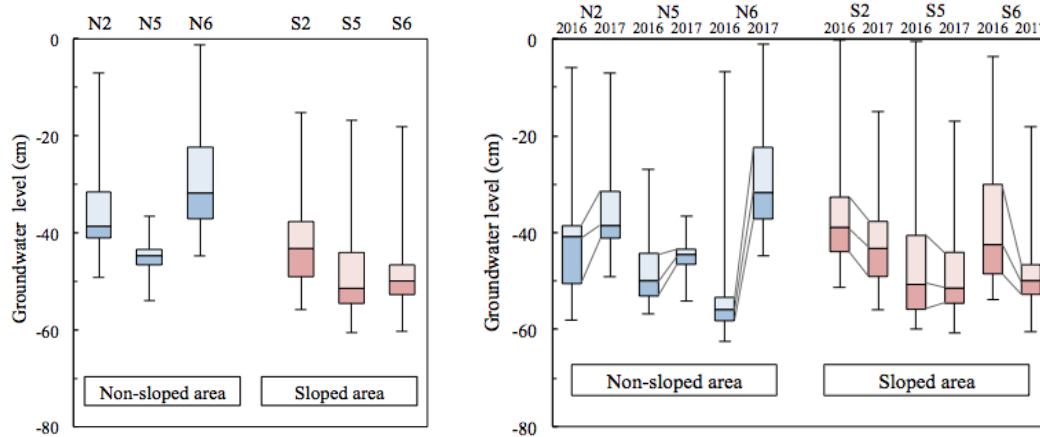 N2 N5 N6 S2 S5 S6
0
-20
-40
-60
-80
Groundwater level (cm)
Non-sloped area
Sloped area
N2 N5 N6 S2 S5 S6
2016 2017 2016 2017 2016 2017 2016 2017 2016 2017 2016 2017
0
-20
-40
-60
-80
Groundwater level (cm)
Non-sloped area
Sloped area